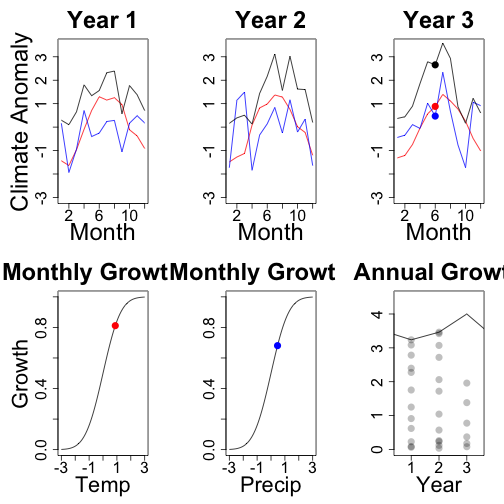 Year 1
Year 2
Year 3
Climate Anomaly
3
1
-1
-3
2 6 10
Month
3
1
-1
-3
2 6 10
Month
3
1
-1
-3
2 6 10
Month
Monthly Growt
Monthly Growt
Annual Growt
Growth
0.8
0.4
0.0
-3 -1 1 3
Temp
0.8
0.4
0.0
-3 -1 1 3
Precip
4
3
2
1
0
1 2 3
Year